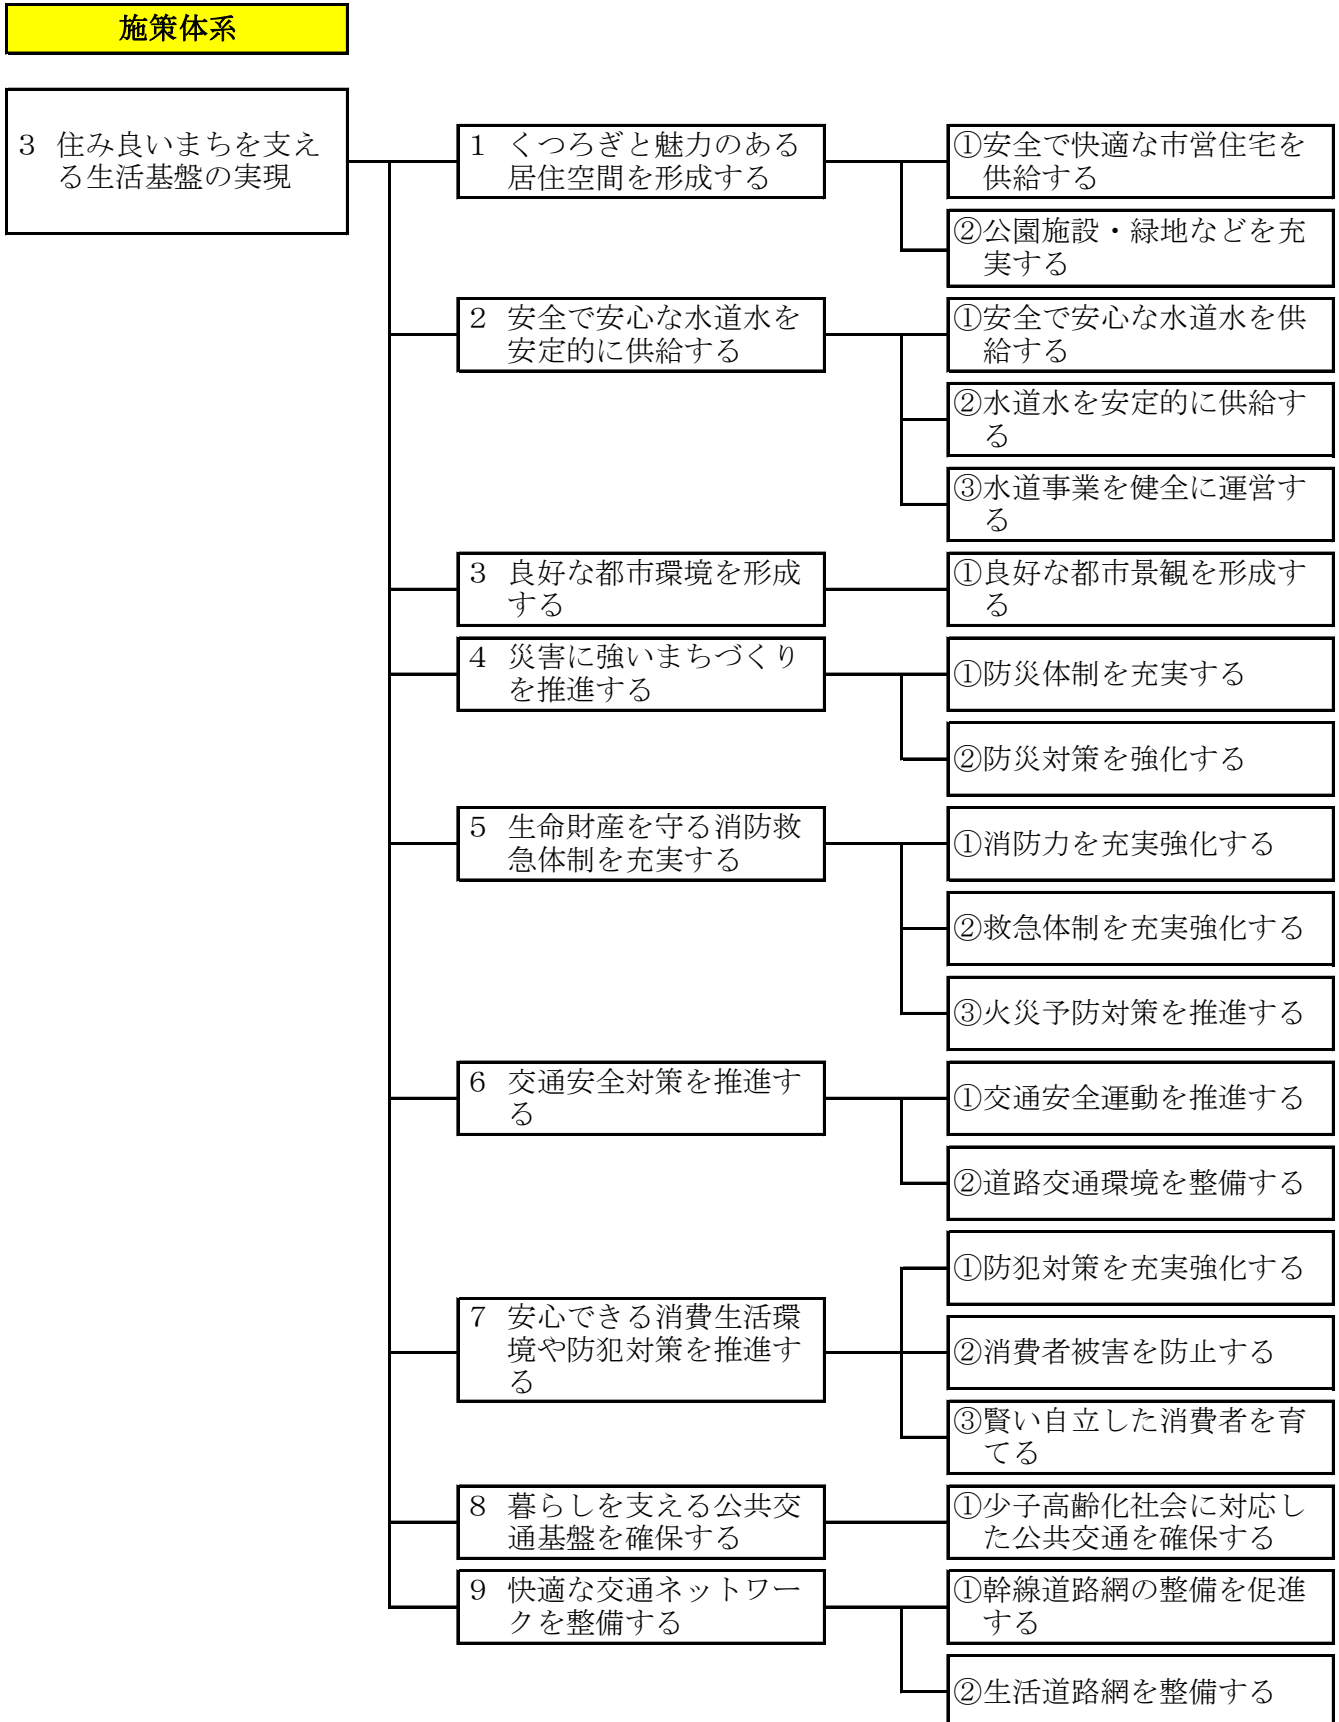 施策体系
3 住み良いまちを支え
る生活基盤の実現
1 くつろぎと魅力のある
居住空間を形成する
①安全で快適な市営住宅を
供給する
②公園施設・緑地などを充
実する
2 安全で安心な水道水を
安定的に供給する
①安全で安心な水道水を供
給する
②水道水を安定的に供給す
る
③水道事業を健全に運営す
る
3 良好な都市環境を形成
する
①良好な都市景観を形成す
る
4 災害に強いまちづくり
を推進する
①防災体制を充実する
②防災対策を強化する
5 生命財産を守る消防救
急体制を充実する
①消防力を充実強化する
②救急体制を充実強化する
③火災予防対策を推進する
6 交通安全対策を推進す
る
①交通安全運動を推進する
②道路交通環境を整備する
7 安心できる消費生活環
境や防犯対策を推進す
る
①防犯対策を充実強化する
②消費者被害を防止する
③賢い自立した消費者を育
てる
8 暮らしを支える公共交
通基盤を確保する
①少子高齢化社会に対応し
た公共交通を確保する
9 快適な交通ネットワー
クを整備する
①幹線道路網の整備を促進
する
②生活道路網を整備する